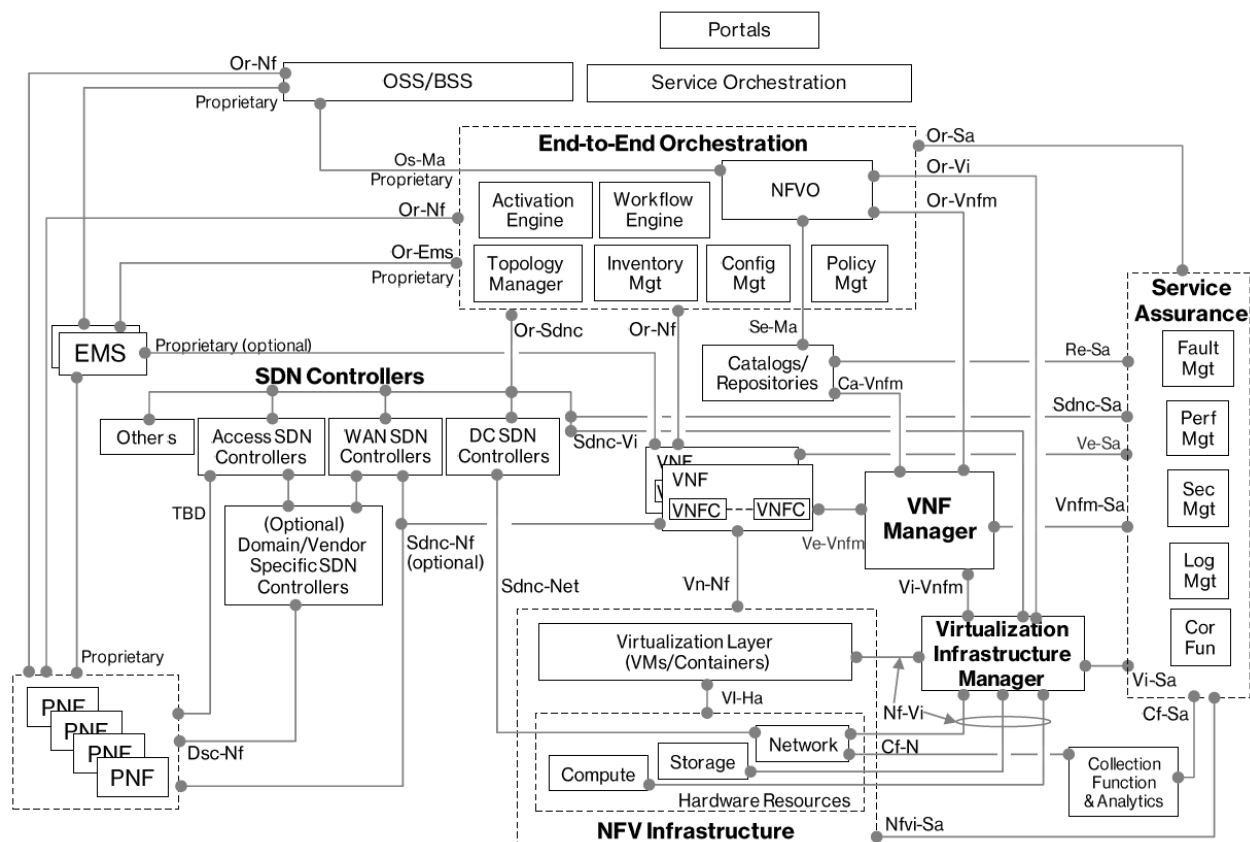 Portals
Or-Nf
OSS/BSS
Service Orchestration
Proprietary
End-to-End Orchestration
Or-Sa
Os-Ma
Proprietary
NFVO
Or-Vi
Or-Vnfm
Activation
Engine
Workflow
Engine
Or-Nf
Or-Ems
Proprietary
Topology
Manager
Inventory
Mgt
Config
Mgt
Policy
Mgt
Service
Assurance
Or-Sdnc
Or-Nf
Se-Ma
EMS
Proprietary (optional)
Catalogs/
Repositories
Re-Sa
Fault
Mgt
SDN Controllers
Ca-Vnfm
Sdnc-Sa
Other s
Access SDN
Controllers
WAN SDN
Controllers
DC SDN
Controllers
Sdnc-Vi
Perf
Mgt
Ve-Sa
VNF
VNF
VNFC
VNFC
VNF
Manager
Sec
Mgt
Vnfm-Sa
TBD
(Optional)
Domain/Vendor
Specific SDN
Controllers
Sdnc-Nf
(optional)
Ve-Vnfm
Sdnc-Net
Vn-Nf
Vi-Vnfm
Log
Mgt
Virtualization Layer
(VMs/Containers)
Virtualization
Infrastructure
Manager
Cor
Fun
Proprietary
Vi-Sa
VI-Ha
Nf-Vi
Cf-Sa
PNF
PNF
PNF
PNF
Dsc-Nf
Network
Cf-N
Storage
Compute
Collection
Function
& Analytics
Hardware Resources
NFV Infrastructure
Nfvi-Sa